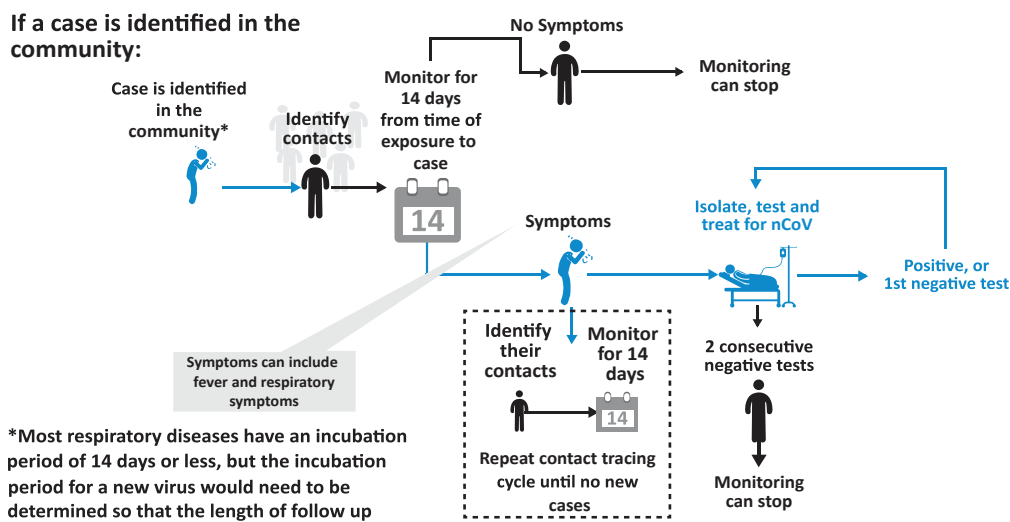 If a case is identified in the
community:
Case is identified
in the
community*
Identify
contacts
Monitor for
14 days
from time of
exposure to
case
14
No Symptoms
Monitoring
can stop
Symptoms
Isolate, test and
treat for nCoV
Positive, or
1st negative test
2 consecutive
negative tests
Monitoring
can stop
Identify
their
contacts
Monitor
for 14
days
14
Repeat contact tracing
cycle until no new
cases
Symptoms can include
fever and respiratory
symptoms
*Most respiratory diseases have an incubation
period of 14 days or less, but the incubation
period for a new virus would need to be
determined so that the length of follow up